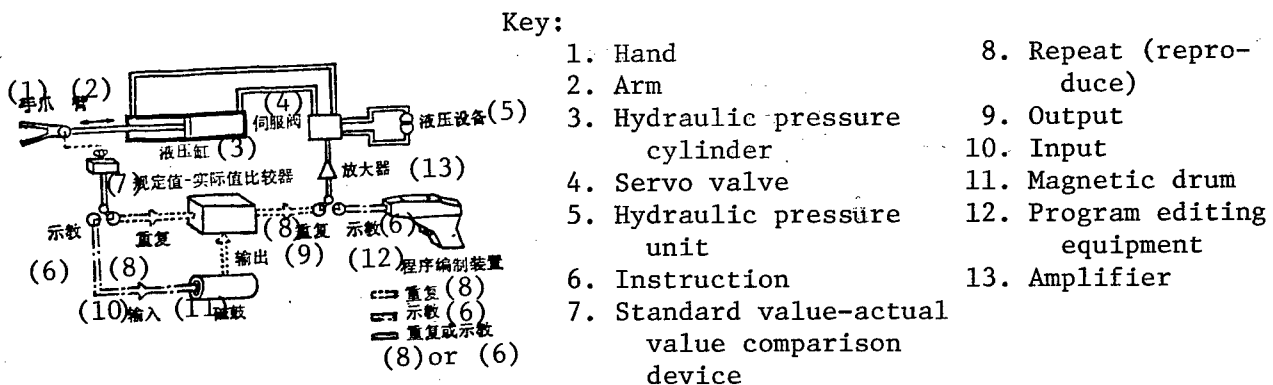 Key:
1. Hand
2. Arm
3. Hydraulic pressure
cylinder
4. Servo valve
5. Hydraulic pressure
unit
6. Instruction
7. Standard value-actual
value comparison
device
8. Repeat (repro-
duce)
9. Output
10. Input
11. Magnetic drum
12. Program editing
equipment
13. Amplifier
(1) (2)
手爪 臂
(4)
伺服阀
液压设备(5)
液压缸(3)
放大器 (13)
(7)规定值-实际值比较器
示教
重复
(8)重复
示教(6)
(6) (8)
输出 (9)
(12)程序编制装置
(10)输入 (11)磁鼓
重复(8)
示教(6)
重复或示教
(8)or (6)